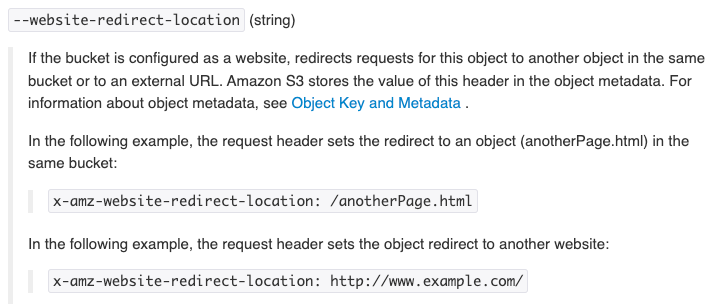 --website-redirect-location (string)
If the bucket is configured as a website, redirects requests for this object to another object in the same
bucket or to an external URL. Amazon S3 stores the value of this header in the object metadata. For
information about object metadata, see Object Key and Metadata .
In the following example, the request header sets the redirect to an object (anotherPage.html) in the
same bucket:
x-amz-website-redirect-location: /anotherPage.html
In the following example, the request header sets the object redirect to another website:
x-amz-website-redirect-location: http://www.example.com/